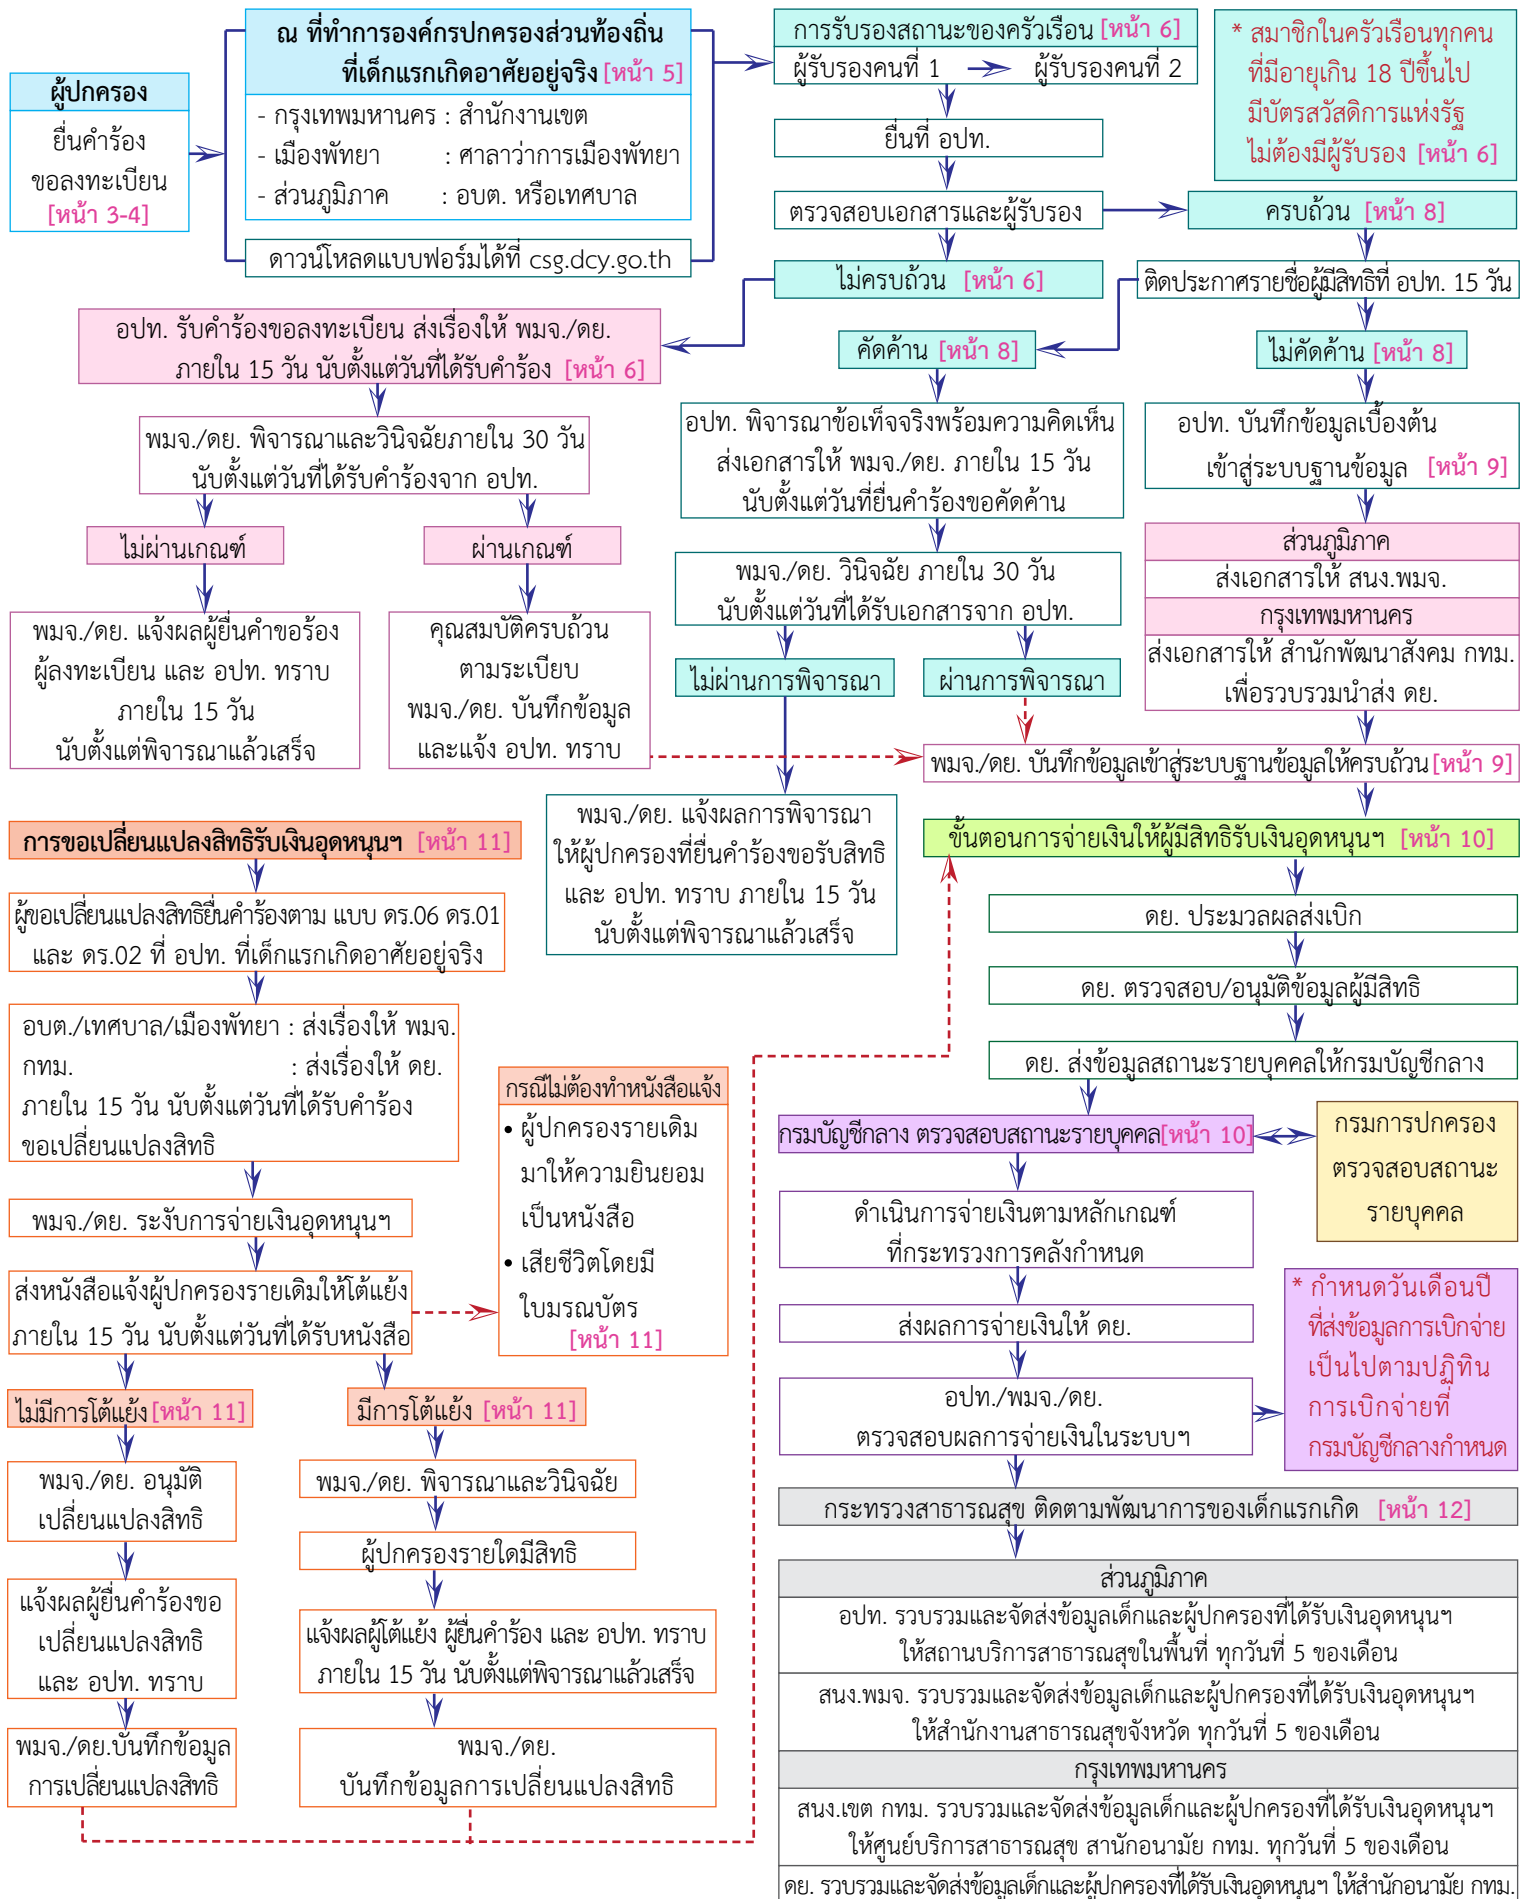 ผู้ปกครอง
ยื่นคำร้อง
ขอลงทะเบียน
[หน้า 3-4]
ณ ที่ทำการองค์กรปกครองส่วนท้องถิ่น
ที่เด็กแรกเกิดอาศัยอยู่จริง [หน้า 5]
- กรุงเทพมหานคร : สำนักงานเขต
- เมืองพัทยา : ศาลาว่าการเมืองพัทยา
- ส่วนภูมิภาค : อบต. หรือเทศบาล
ดาวน์โหลดแบบฟอร์มได้ที่ csg.dcy.go.th
การรับรองสถานะของครัวเรือน [หน้า 6]
ผู้รับรองคนที่ 1 ผู้รับรองคนที่ 2
ยื่นที่ อปท.
ตรวจสอบเอกสารและผู้รับรอง
ไม่ครบถ้วน [หน้า 6]
* สมาชิกในครัวเรือนทุกคน
ที่มีอายุเกิน 18 ปีขึ้นไป
มีบัตรสวัสดิการแห่งรัฐ
ไม่ต้องมีผู้รับรอง [หน้า 6]
ครบถ้วน [หน้า 8]
ติดประกาศรายชื่อผู้มีสิทธิที่ อปท. 15 วัน
อปท. รับคำร้องขอลงทะเบียน ส่งเรื่องให้ พมจ./ดย.
ภายใน 15 วัน นับตั้งแต่วันที่ได้รับคำร้อง [หน้า 6]
พมจ./ดย. พิจารณาและวินิจฉัยภายใน 30 วัน
นับตั้งแต่วันที่ได้รับคำร้องจาก อปท.
ไม่ผ่านเกณฑ์
ผ่านเกณฑ์
พมจ./ดย. แจ้งผลผู้ยื่นคำขอร้อง
ผู้ลงทะเบียน และ อปท. ทราบ
ภายใน 15 วัน
นับตั้งแต่พิจารณาแล้วเสร็จ
คุณสมบัติครบถ้วน
ตามระเบียบ
พมจ./ดย. บันทึกข้อมูล
และแจ้ง อปท. ทราบ
คัดค้าน [หน้า 8]
ไม่คัดค้าน [หน้า 8]
อปท. พิจารณาข้อเท็จจริงพร้อมความคิดเห็น
ส่งเอกสารให้ พมจ./ดย. ภายใน 15 วัน
นับตั้งแต่วันที่ยื่นคำร้องขอคัดค้าน
พมจ./ดย. วินิจฉัย ภายใน 30 วัน
นับตั้งแต่วันที่ได้รับเอกสารจาก อปท.
ไม่ผ่านการพิจารณา
ผ่านการพิจารณา
อปท. บันทึกข้อมูลเบื้องต้น
เข้าสู่ระบบฐานข้อมูล [หน้า 9]
ส่วนภูมิภาค
ส่งเอกสารให้ สนง.พมจ.
กรุงเทพมหานคร
ส่งเอกสารให้ สำนักพัฒนาสังคม กทม.
เพื่อรวบรวมนำส่ง ดย.
พมจ./ดย. บันทึกข้อมูลเข้าสู่ระบบฐานข้อมูลให้ครบถ้วน [หน้า 9]
พมจ./ดย. แจ้งผลการพิจารณา
ให้ผู้ปกครองที่ยื่นคำร้องขอรับสิทธิ
และ อปท. ทราบ ภายใน 15 วัน
นับตั้งแต่พิจารณาแล้วเสร็จ
ขั้นตอนการจ่ายเงินให้ผู้มีสิทธิรับเงินอุดหนุนฯ [หน้า 10]
ดย. ประมวลผลส่งเบิก
ดย. ตรวจสอบ/อนุมัติข้อมูลผู้มีสิทธิ
ดย. ส่งข้อมูลสถานะรายบุคคลให้กรมบัญชีกลาง
กรมบัญชีกลาง ตรวจสอบสถานะรายบุคคล [หน้า 10]
กรมการปกครอง
ตรวจสอบสถานะ
รายบุคคล
ดำเนินการจ่ายเงินตามหลักเกณฑ์
ที่กระทรวงการคลังกำหนด
ส่งผลการจ่ายเงินให้ ดย.
อปท./พมจ./ดย.
ตรวจสอบผลการจ่ายเงินในระบบฯ
* กำหนดวันเดือนปี
ที่ส่งข้อมูลการเบิกจ่าย
เป็นไปตามปฏิทิน
การเบิกจ่ายที่
กรมบัญชีกลางกำหนด
การขอเปลี่ยนแปลงสิทธิรับเงินอุดหนุนฯ [หน้า 11]
ผู้ขอเปลี่ยนแปลงสิทธิยื่นคำร้องตาม แบบ ดร.06 ดร.01
และ ดร.02 ที่ อปท. ที่เด็กแรกเกิดอาศัยอยู่จริง
อบต./เทศบาล/เมืองพัทยา : ส่งเรื่องให้ พมจ.
กทม. : ส่งเรื่องให้ ดย.
ภายใน 15 วัน นับตั้งแต่วันที่ได้รับคำร้อง
ขอเปลี่ยนแปลงสิทธิ
พมจ./ดย. ระงับการจ่ายเงินอุดหนุนฯ
ส่งหนังสือแจ้งผู้ปกครองรายเดิมให้โต้แย้ง
ภายใน 15 วัน นับตั้งแต่วันที่ได้รับหนังสือ
กรณีไม่ต้องทำหนังสือแจ้ง
• ผู้ปกครองรายเดิม
มาให้ความยินยอม
เป็นหนังสือ
• เสียชีวิตโดยมี
ใบมรณบัตร
[หน้า 11]
ไม่มีการโต้แย้ง [หน้า 11]
มีการโต้แย้ง [หน้า 11]
พมจ./ดย. อนุมัติ
เปลี่ยนแปลงสิทธิ
แจ้งผลผู้ยื่นคำร้องขอ
เปลี่ยนแปลงสิทธิ
และ อปท. ทราบ
พมจ./ดย.บันทึกข้อมูล
การเปลี่ยนแปลงสิทธิ
พมจ./ดย. พิจารณาและวินิจฉัย
ผู้ปกครองรายใดมีสิทธิ
แจ้งผลผู้โต้แย้ง ผู้ยื่นคำร้อง และ อปท. ทราบ
ภายใน 15 วัน นับตั้งแต่พิจารณาแล้วเสร็จ
พมจ./ดย.
บันทึกข้อมูลการเปลี่ยนแปลงสิทธิ
กระทรวงสาธารณสุข ติดตามพัฒนาการของเด็กแรกเกิด [หน้า 12]
ส่วนภูมิภาค
อปท. รวบรวมและจัดส่งข้อมูลเด็กและผู้ปกครองที่ได้รับเงินอุดหนุนฯ
ให้สถานบริการสาธารณสุขในพื้นที่ ทุกวันที่ 5 ของเดือน
สนง.พมจ. รวบรวมและจัดส่งข้อมูลเด็กและผู้ปกครองที่ได้รับเงินอุดหนุนฯ
ให้สำนักงานสาธารณสุขจังหวัด ทุกวันที่ 5 ของเดือน
กรุงเทพมหานคร
สนง.เขต กทม. รวบรวมและจัดส่งข้อมูลเด็กและผู้ปกครองที่ได้รับเงินอุดหนุนฯ
ให้ศูนย์บริการสาธารณสุข สานักอนามัย กทม. ทุกวันที่ 5 ของเดือน
ดย. รวบรวมและจัดส่งข้อมูลเด็กและผู้ปกครองที่ได้รับเงินอุดหนุนฯ ให้สำนักอนามัย กทม.